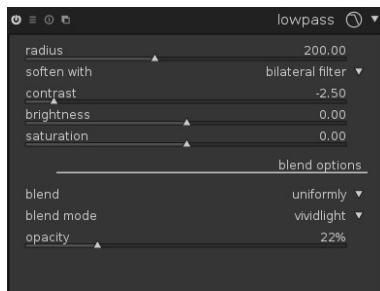 lowpass
radius 200.00
soften with bilateral filter
contrast -2.50
brightness 0.00
saturation 0.00
blend options
blend uniformly
blend mode vividlight
opacity 22%